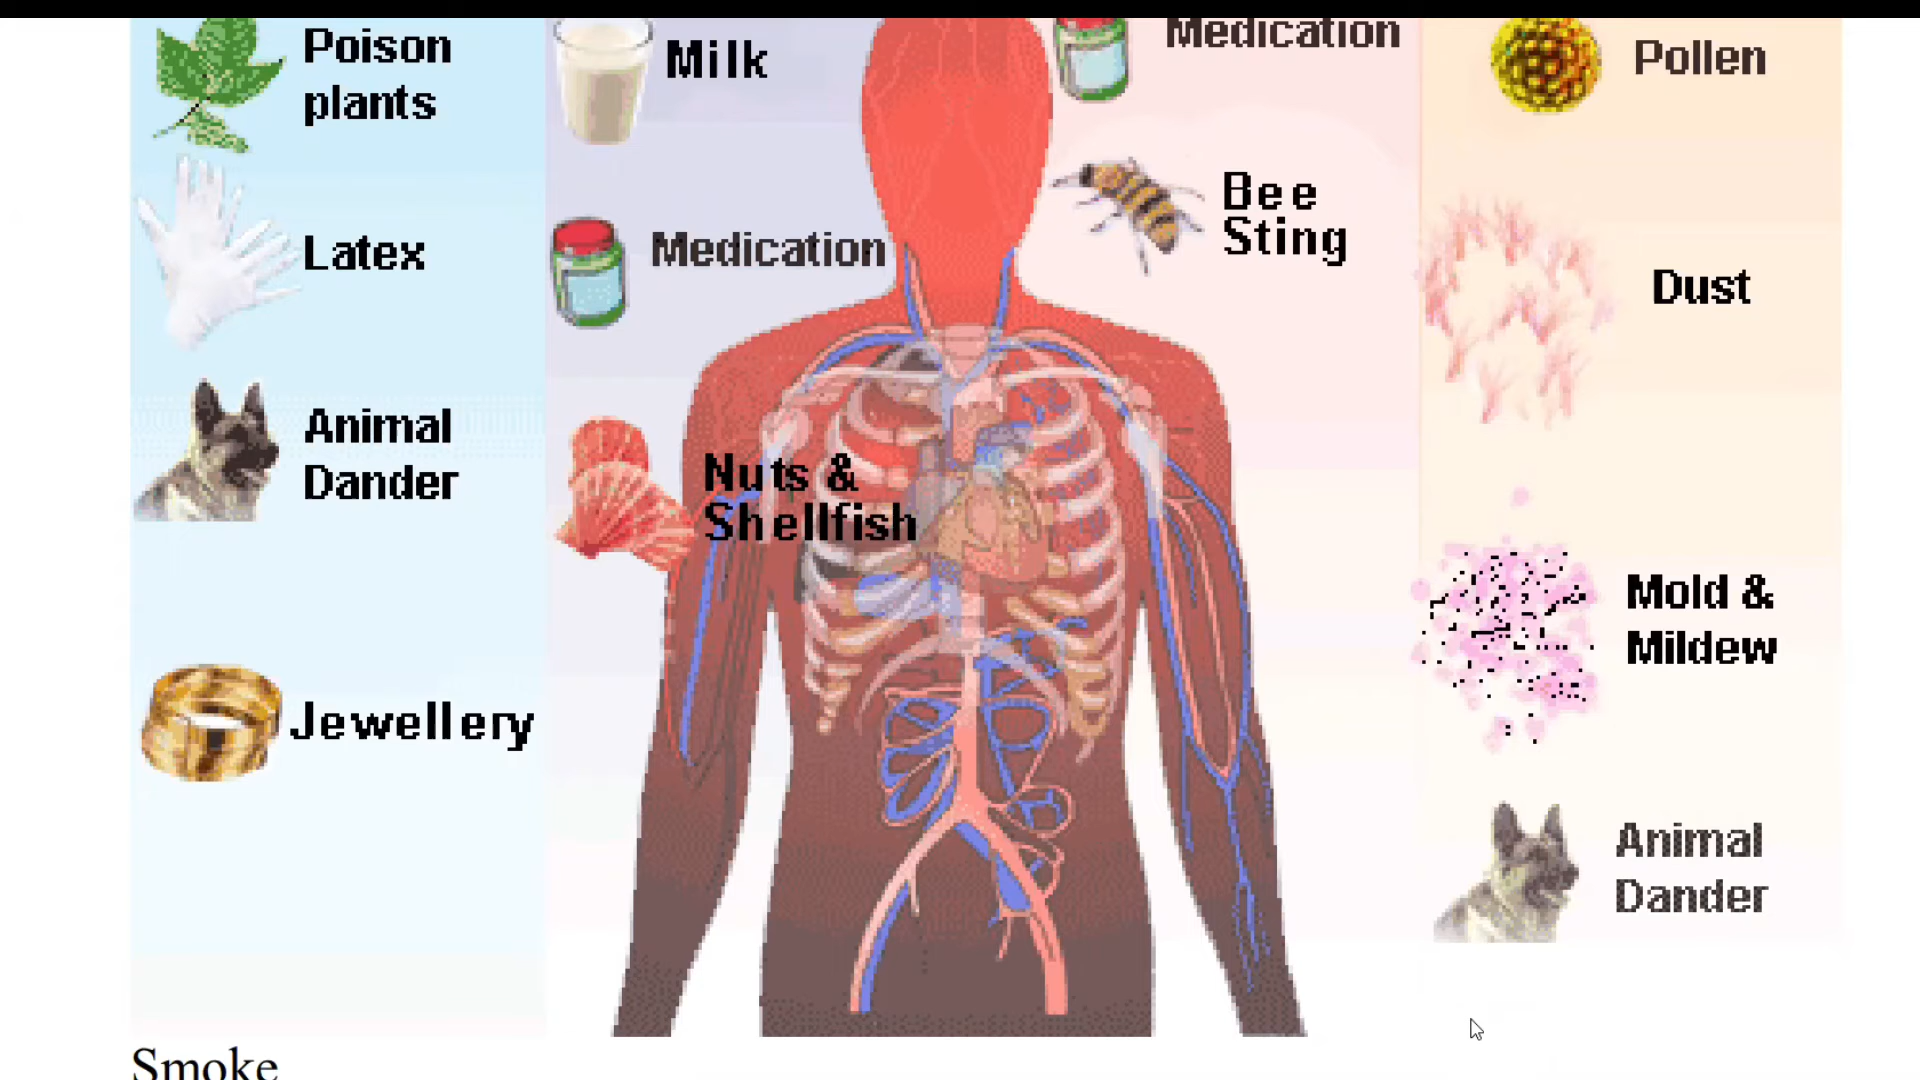 Poison
plants
Latex
Animal
Dander
Jewellery
Milk
Medication
Nuts &
Shellfish
Medication
Bee
Sting
Pollen
Dust
Mold &
Mildew
Animal
Dander
Smoke